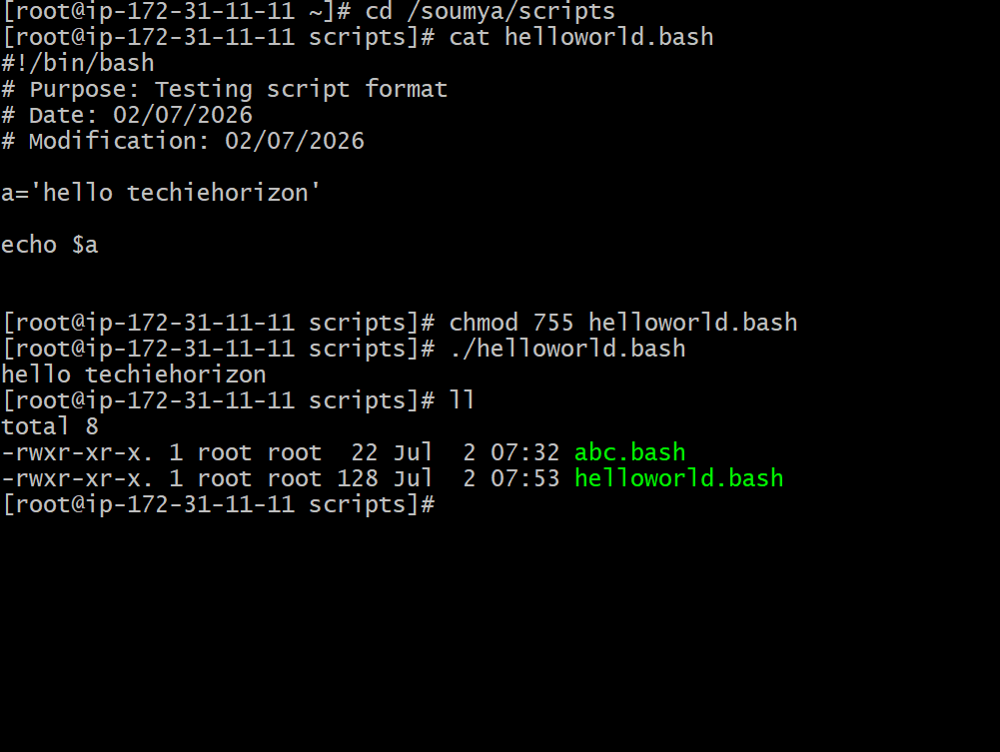 [root@ip-172-31-11-11 ~]# cd /soumya/scripts
[root@ip-172-31-11-11 scripts]# cat helloworld.bash
#!/bin/bash
# Purpose: Testing script format
# Date: 02/07/2026
# Modification: 02/07/2026
a='hello techiehorizon'
echo $a
[root@ip-172-31-11-11 scripts]# chmod 755 helloworld.bash
[root@ip-172-31-11-11 scripts]# ./helloworld.bash
hello techiehorizon
[root@ip-172-31-11-11 scripts]# ll
total 8
-rwxr-xr-x. 1 root root  22 Jul  2 07:32 abc.bash
-rwxr-xr-x. 1 root root 128 Jul  2 07:53 helloworld.bash
[root@ip-172-31-11-11 scripts]#